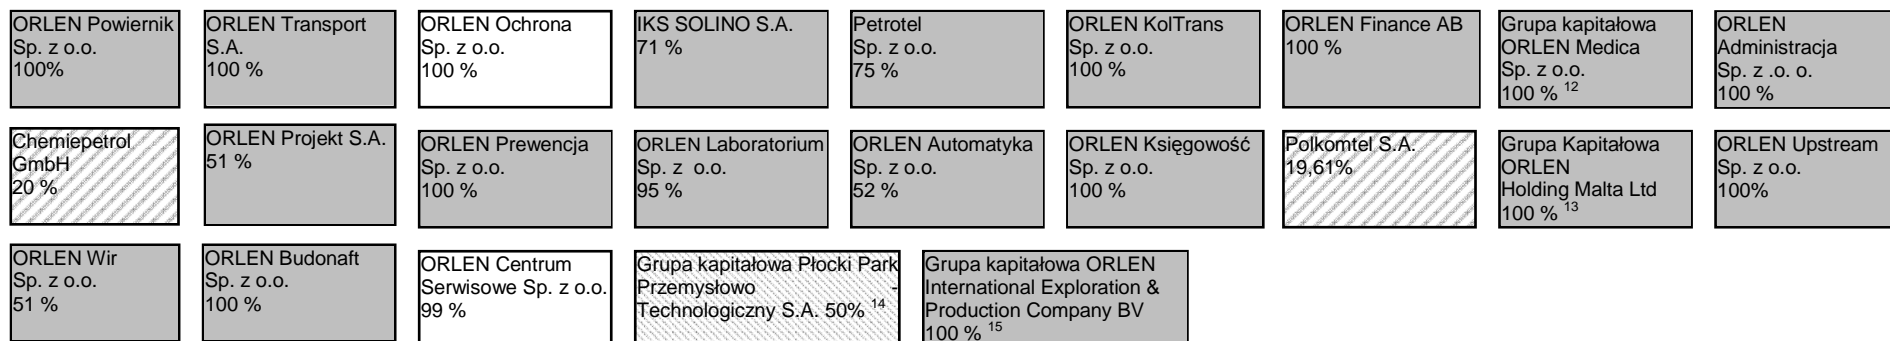 ORLEN Powiernik
Sp. z o.o.
100%
ORLEN Transport
S.A.
100 %
ORLEN Ochrona
Sp. z o.o.
100 %
IKS SOLINO S.A.
71 %
Petrotel
Sp. z o.o.
75 %
ORLEN KolTrans
Sp. z o.o.
100 %
ORLEN Finance AB
100 %
Grupa kapitałowa
ORLEN Medica
Sp. z o.o.
100 % 12
ORLEN
Administracja
Sp. z .o. o.
100 %
Chemiepetrol
GmbH
20 %
ORLEN Projekt S.A.
51 %
ORLEN Prewencja
Sp. z o.o.
100 %
ORLEN Laboratorium
Sp. z o.o.
95 %
ORLEN Automatyka
Sp. z o.o.
52 %
ORLEN Księgowość
Sp. z o.o.
100 %
Polkomtel S.A.
19,61%
Grupa Kapitałowa
ORLEN
Holding Malta Ltd
100 % 13
ORLEN Upstream
Sp. z o.o.
100%
ORLEN Wir
Sp. z o.o.
51 %
ORLEN Budonaft
Sp. z o.o.
100 %
ORLEN Centrum
Serwisowe Sp. z o.o.
99 %
Grupa kapitałowa Płocki Park
Przemysłowo -
Technologiczny S.A. 50% 14
Grupa kapitałowa ORLEN
International Exploration &
Production Company BV
100 % 15